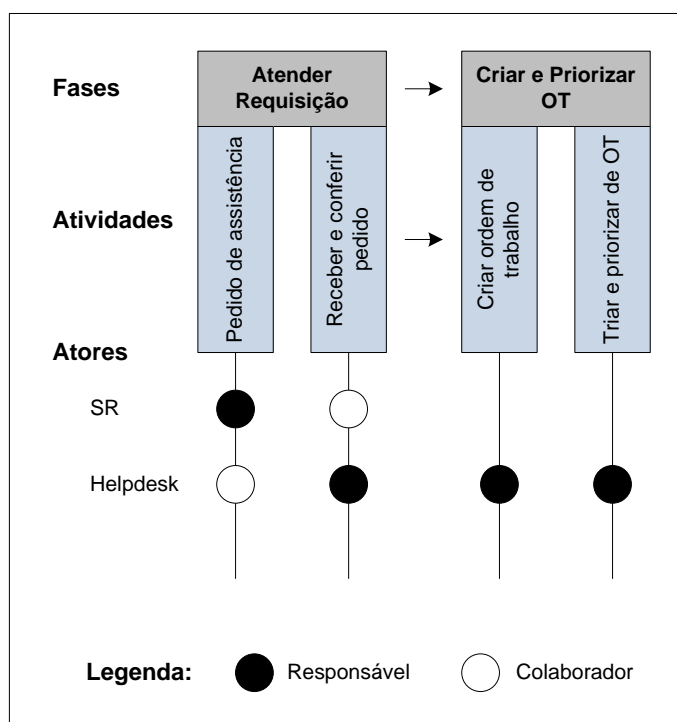 Fases
Atender
Requisição
Criar e Priorizar
OT
Atividades
Pedido de assistência
Receber e conferir
pedido
Criar ordem de
trabalho
Triar e priorizar de OT
Atores
SR
Helpdesk
Legenda:
Responsável
Colaborador